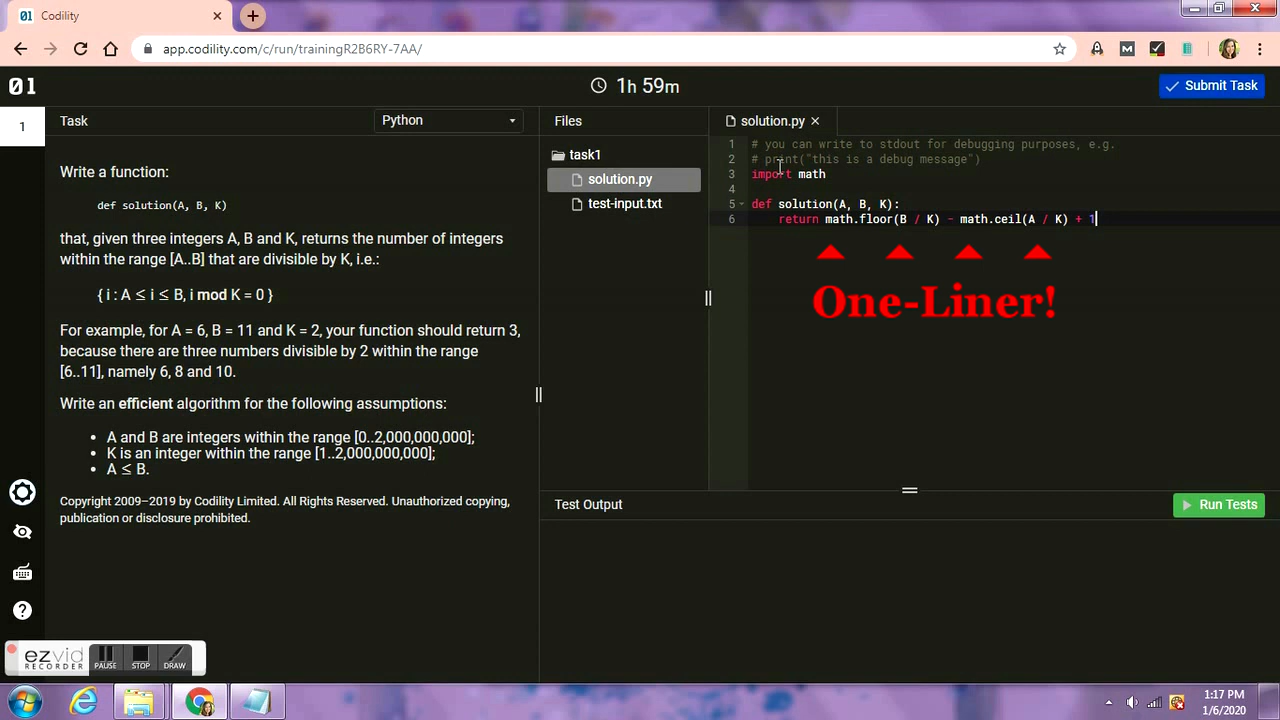 Codility
app.codility.com/c/run/trainingR2B6RY-7AA/
1h 59m
Submit Task
1
Task
Python
Write a function:
def solution(A, B, K)
that, given three integers A, B and K, returns the number of integers
within the range [A..B] that are divisible by K, i.e.:
{ i : A ≤ i ≤ B, i mod K = 0 }
For example, for A = 6, B = 11 and K = 2, your function should return 3,
because there are three numbers divisible by 2 within the range
[6..11], namely 6, 8 and 10.
Write an efficient algorithm for the following assumptions:
• A and B are integers within the range [0..2,000,000,000];
• K is an integer within the range [1..2,000,000,000];
• A ≤ B.
Copyright 2009–2019 by Codility Limited. All Rights Reserved. Unauthorized copying,
publication or disclosure prohibited.
Files
task1
solution.py
test-input.txt
solution.py
1 # you can write to stdout for debugging purposes, e.g.
2 # print("this is a debug message")
3 import math
4
5 def solution(A, B, K):
6 return math.floor(B / K) - math.ceil(A / K) + 1
One-Liner!
Test Output
Run Tests
ezvid
RECORDER
PAUSE
STOP
DRAW
1:17 PM
1/6/2020